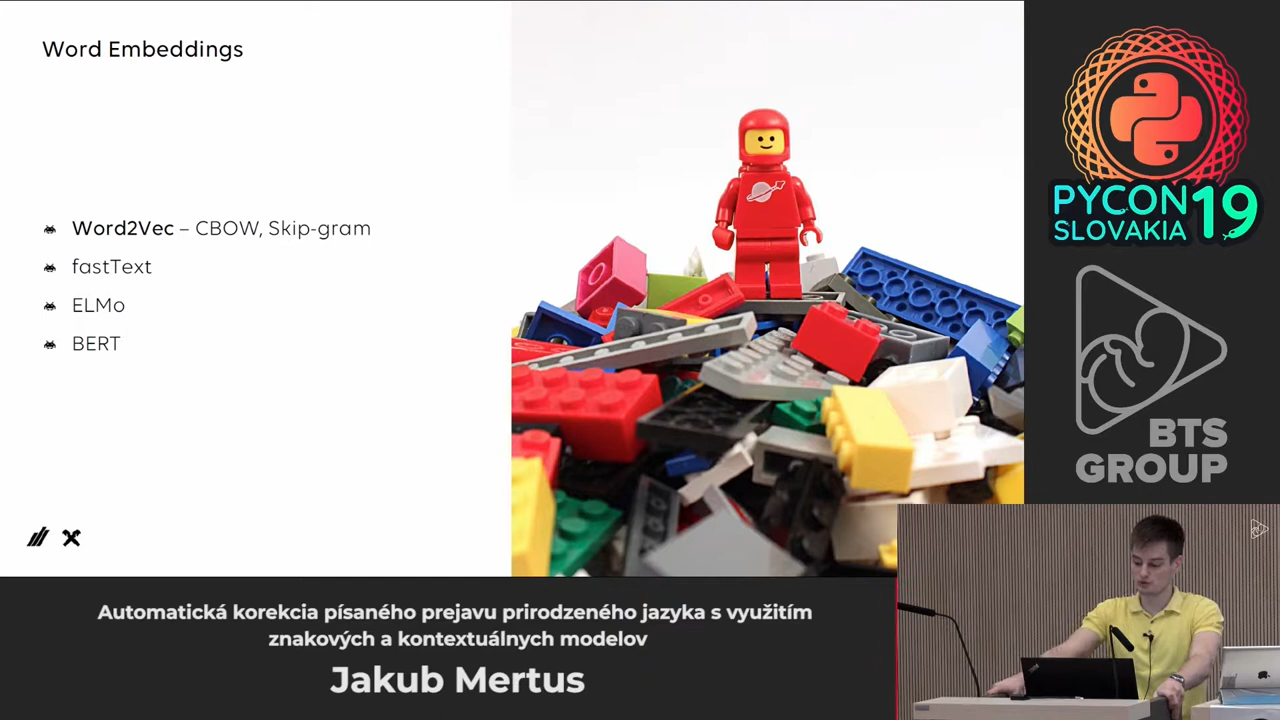 Word Embeddings
Word2Vec – CBOW, Skip-gram
fastText
ELMo
BERT
PYCON 19
SLOVAKIA
BTS
GROUP
Automatická korekcia písaného prejavu prirodzeného jazyka s využitím
znakových a kontextuálnych modelov
Jakub Mertus